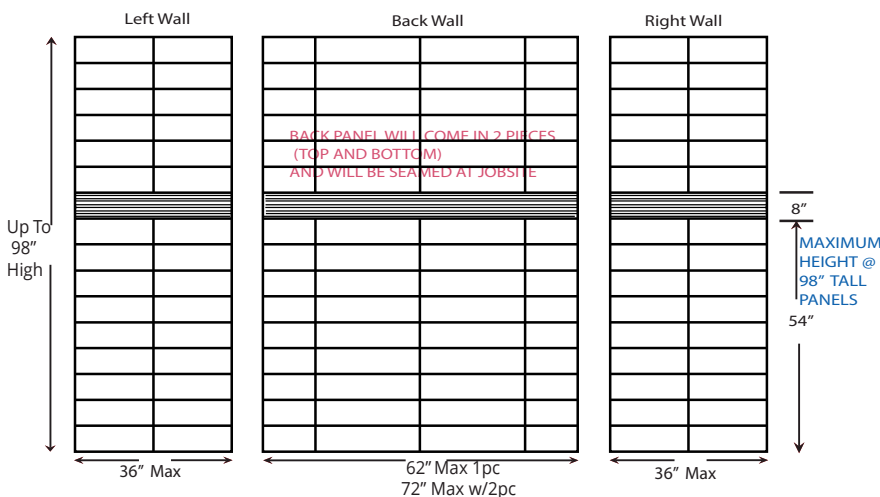 Left Wall
Back Wall
Right Wall
BACK PANEL WILL COME IN 2 PIECES
(TOP AND BOTTOM)
AND WILL BE SEAMED AT JOBSITE
Up To
98”
High
8”
MAXIMUM
HEIGHT @
98” TALL
PANELS
54”
36” Max
62” Max 1pc
72” Max w/2pc
36” Max